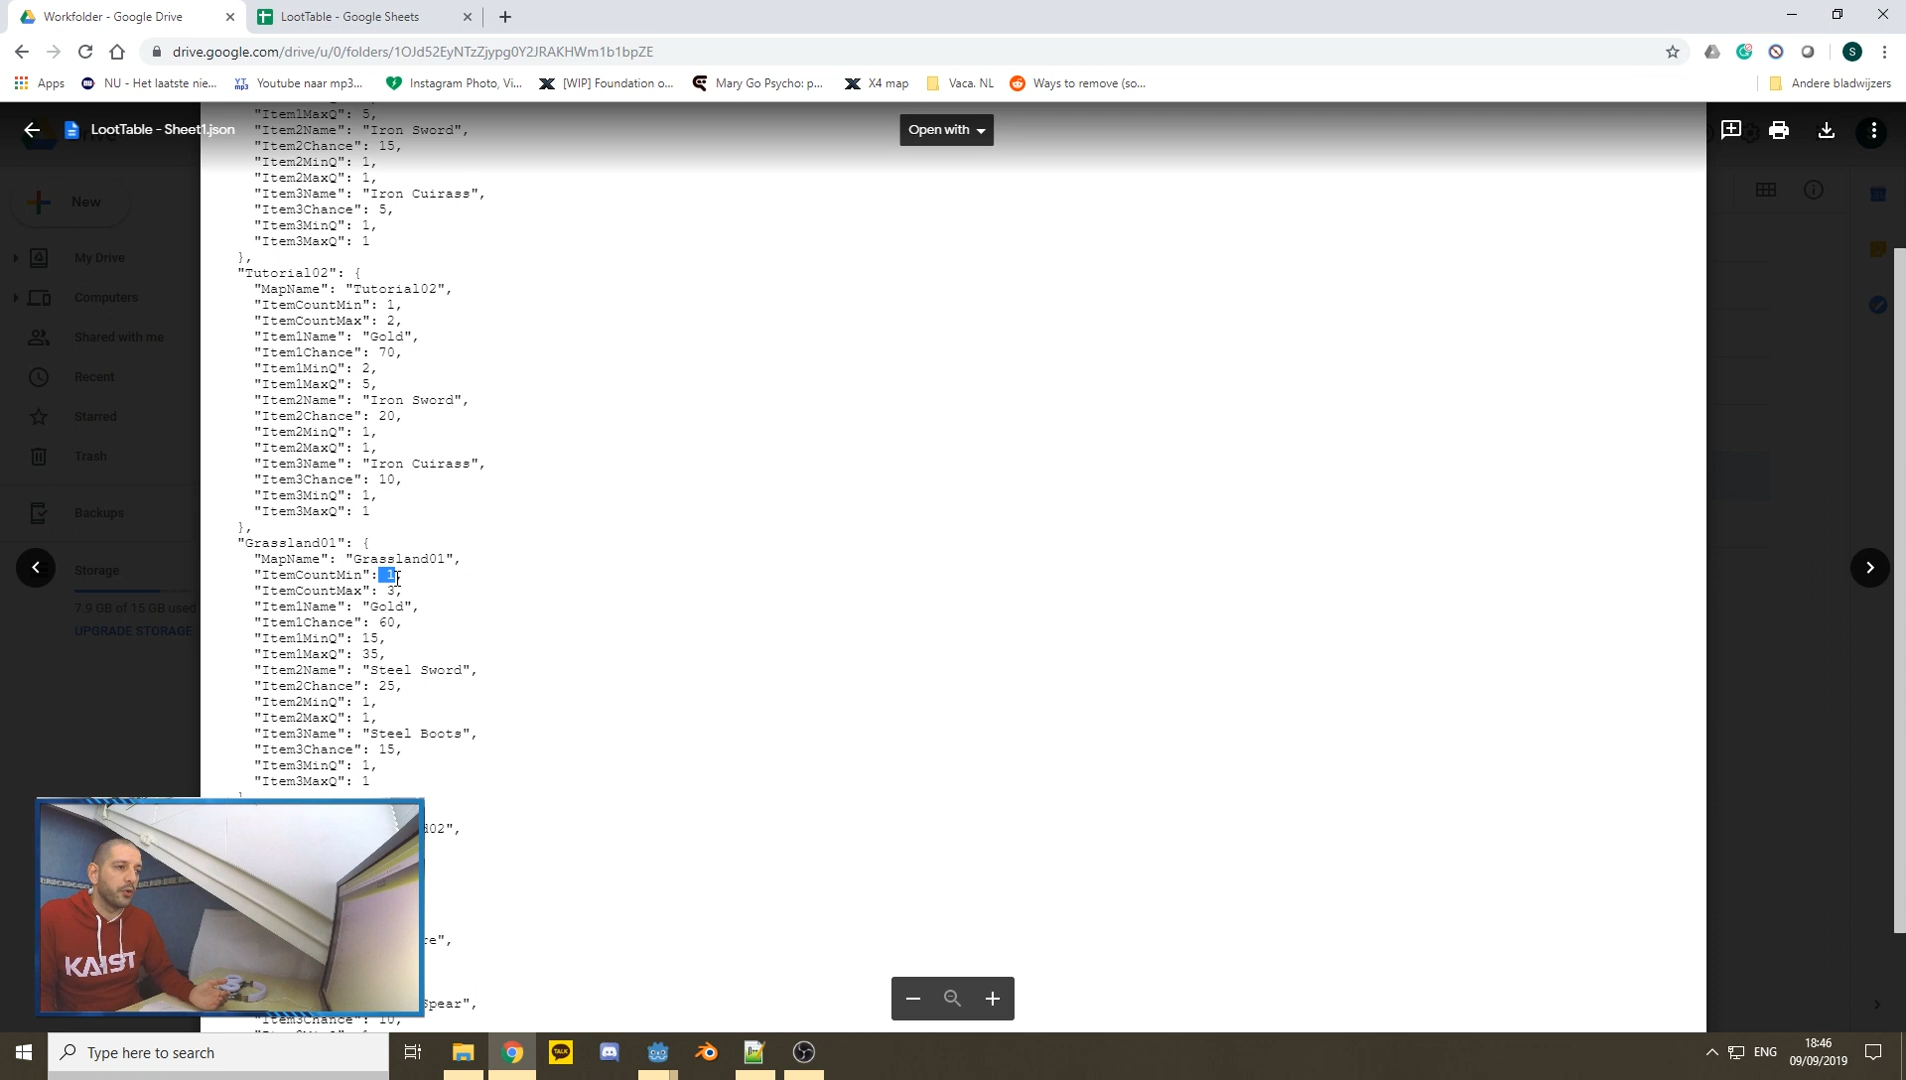 Workfolder - Google Drive
LootTable - Google Sheets
drive.google.com/drive/u/0/folders/1OJd52EyNTzZjypg0Y2JRAKHWm1b1bpZE
S
Apps
NU - Het laatste nie...
Youtube naar mp3...
Instagram Photo, Vi...
[WIP] Foundation o...
Mary Go Psycho: p...
X4 map
Vaca. NL
Ways to remove (so...
Andere bladwijzers
LootTable - Sheet1.json
Open with
New
My Drive
Computers
Shared with me
Recent
Starred
Trash
Backups
Storage
7.9 GB of 15 GB used
UPGRADE STORAGE
"Item1MaxQ": 5,
"Item2Name": "Iron Sword",
"Item2Chance": 15,
"Item2MinQ": 1,
"Item2MaxQ": 1,
"Item3Name": "Iron Cuirass",
"Item3Chance": 5,
"Item3MinQ": 1,
"Item3MaxQ": 1
},
"Tutorial02": {
"MapName": "Tutorial02",
"ItemCountMin": 1,
"ItemCountMax": 2,
"Item1Name": "Gold",
"Item1Chance": 70,
"Item1MinQ": 2,
"Item1MaxQ": 5,
"Item2Name": "Iron Sword",
"Item2Chance": 20,
"Item2MinQ": 1,
"Item2MaxQ": 1,
"Item3Name": "Iron Cuirass",
"Item3Chance": 10,
"Item3MinQ": 1,
"Item3MaxQ": 1
},
"Grassland01": {
"MapName": "Grassland01",
"ItemCountMin": 1,
"ItemCountMax": 3,
"Item1Name": "Gold",
"Item1Chance": 60,
"Item1MinQ": 15,
"Item1MaxQ": 35,
"Item2Name": "Steel Sword",
"Item2Chance": 25,
"Item2MinQ": 1,
"Item2MaxQ": 1,
"Item3Name": "Steel Boots",
"Item3Chance": 15,
"Item3MinQ": 1,
"Item3MaxQ": 1
d02",
re",
Spear",
"Item3Chance": 10,
KAIST
Type here to search
TALK
ENG
18:46
09/09/2019